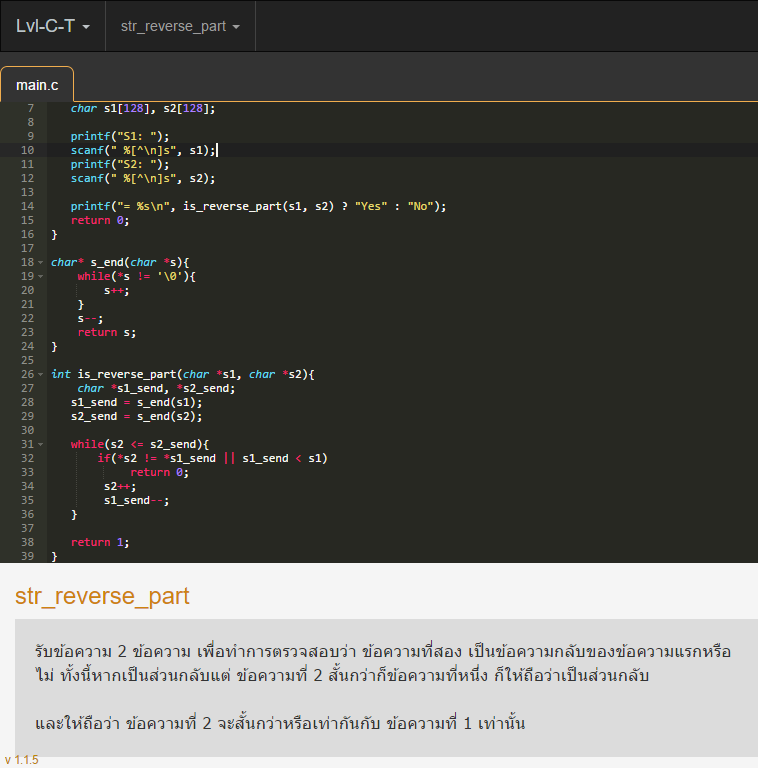 Lvl-C-T
str_reverse_part
main.c
7 char s1[128], s2[128];
8
9 printf("S1: ");
10 scanf(" %[^\n]s", s1);
11 printf("S2: ");
12 scanf(" %[^\n]s", s2);
13
14 printf("= %s\n", is_reverse_part(s1, s2) ? "Yes" : "No");
15 return 0;
16 }
17
18 char* s_end(char *s){
19 while(*s != '\0'){
20 s++;
21 }
22 s--;
23 return s;
24 }
25
26 int is_reverse_part(char *s1, char *s2){
27 char *s1_send, *s2_send;
28 s1_send = s_end(s1);
29 s2_send = s_end(s2);
30
31 while(s2 <= s2_send){
32 if(*s2 != *s1_send || s1_send < s1)
33 return 0;
34 s2++;
35 s1_send--;
36 }
37
38 return 1;
39 }
str_reverse_part
รับข้อความ 2 ข้อความ เพื่อทำการตรวจสอบว่า ข้อความที่สอง เป็นข้อความกลับของข้อความแรกหรือ
ไม่ ทั้งนี้หากเป็นส่วนกลับแต่ ข้อความที่ 2 สั้นกว่าก็ข้อความที่หนึ่ง ก็ให้ถือว่าเป็นส่วนกลับ
และให้ถือว่า ข้อความที่ 2 จะสั้นกว่าหรือเท่ากันกับ ข้อความที่ 1 เท่านั้น
v 1.1.5